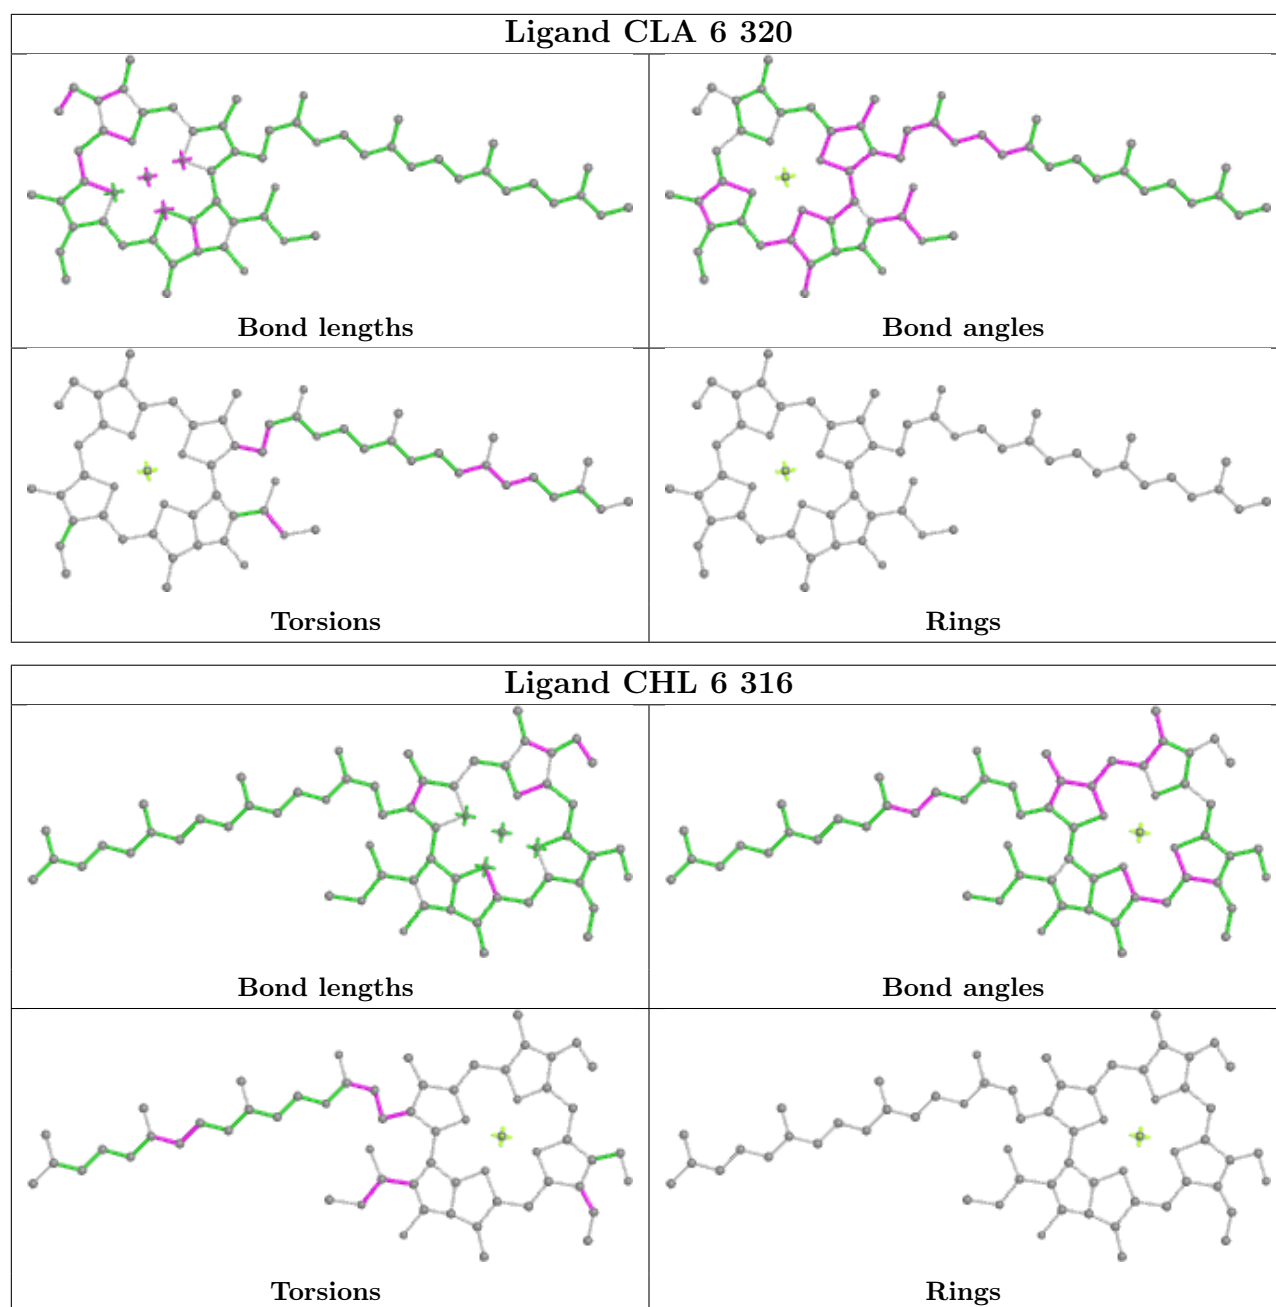 Ligand CLA 6 320
Bond lengths
Bond angles
Torsions
Rings
Ligand CHL 6 316
Bond lengths
Bond angles
Torsions
Rings